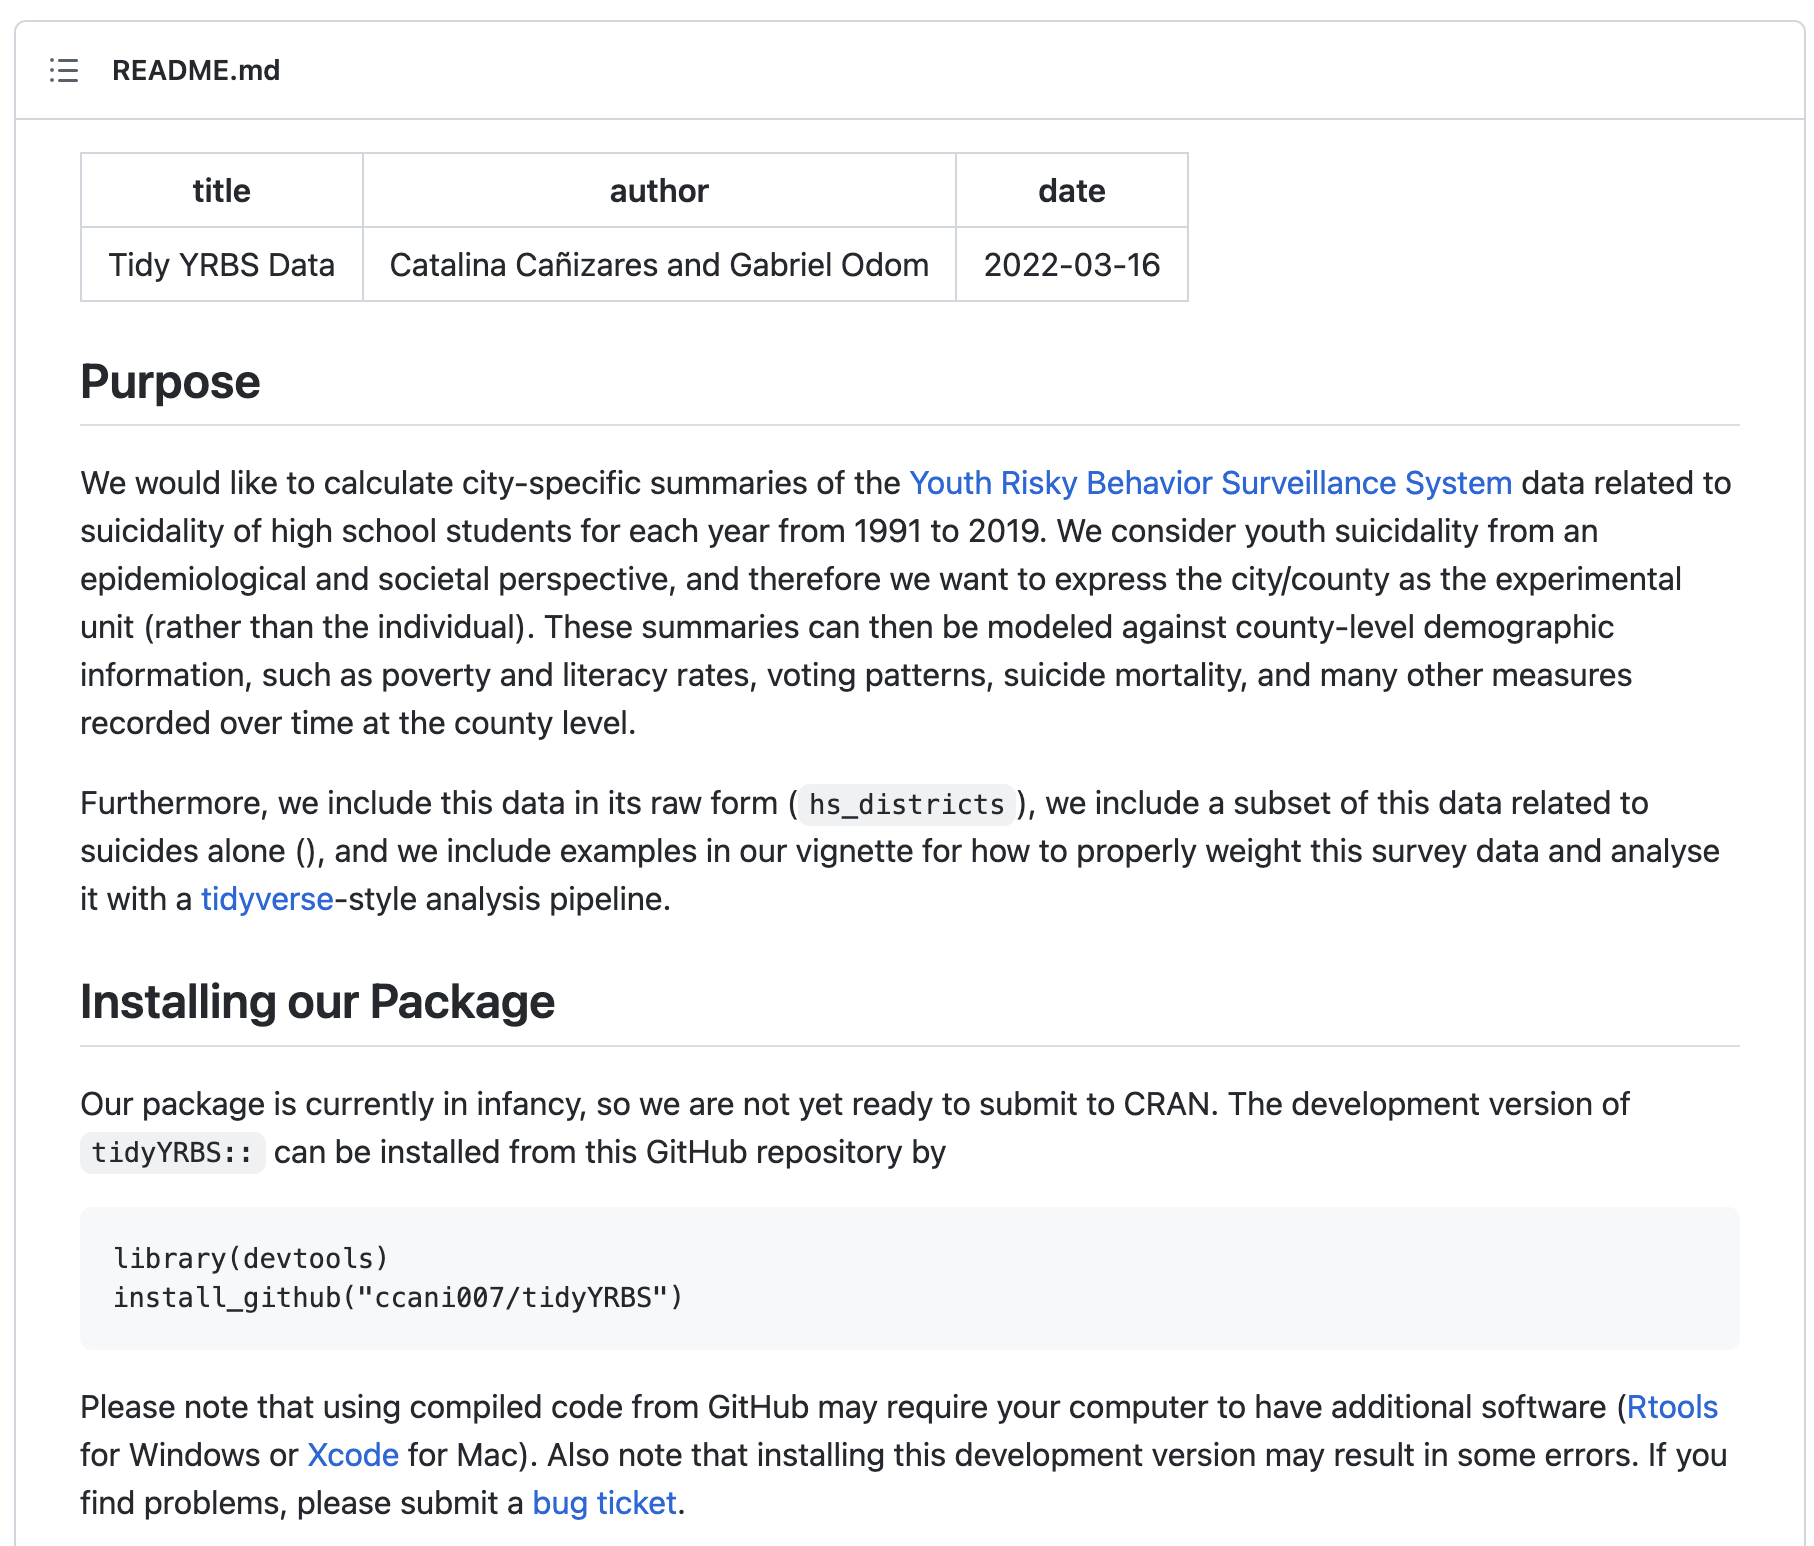 README.md
title author date
Tidy YRBS Data Catalina Cañizares and Gabriel Odom 2022-03-16
Purpose
We would like to calculate city-specific summaries of the Youth Risky Behavior Surveillance System data related to
suicidality of high school students for each year from 1991 to 2019. We consider youth suicidality from an
epidemiological and societal perspective, and therefore we want to express the city/county as the experimental
unit (rather than the individual). These summaries can then be modeled against county-level demographic
information, such as poverty and literacy rates, voting patterns, suicide mortality, and many other measures
recorded over time at the county level.
Furthermore, we include this data in its raw form (hs_districts), we include a subset of this data related to
suicides alone (), and we include examples in our vignette for how to properly weight this survey data and analyse
it with a tidyverse-style analysis pipeline.
Installing our Package
Our package is currently in infancy, so we are not yet ready to submit to CRAN. The development version of
tidyYRBS:: can be installed from this GitHub repository by
library(devtools)
install_github("ccani007/tidyYRBS")
Please note that using compiled code from GitHub may require your computer to have additional software (Rtools
for Windows or Xcode for Mac). Also note that installing this development version may result in some errors. If you
find problems, please submit a bug ticket.